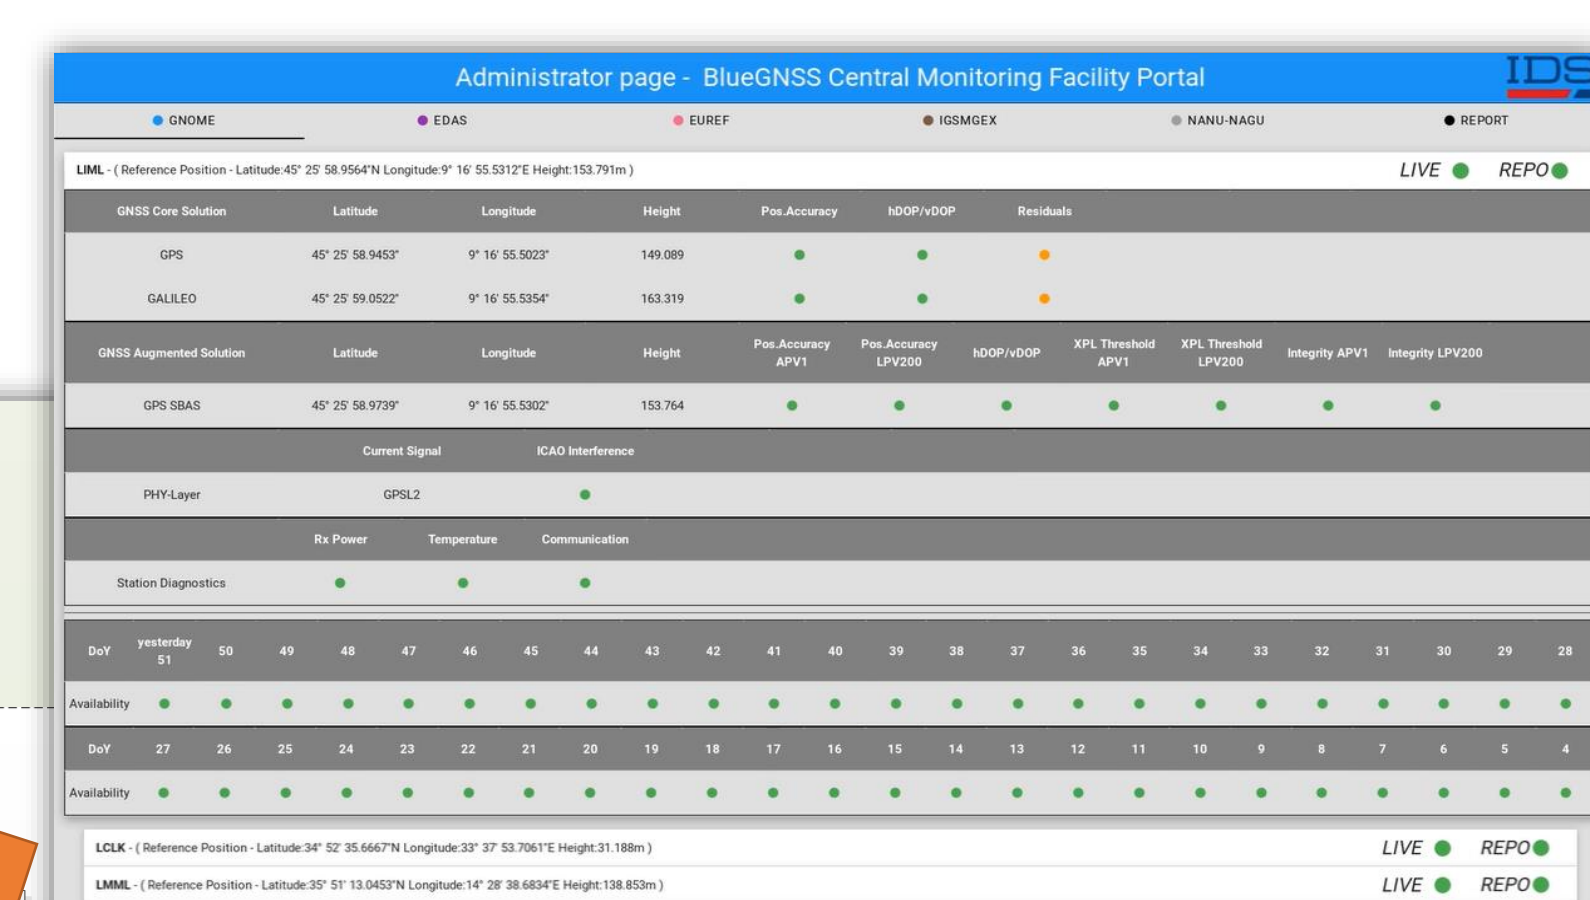 Administrator page - BlueGNSS Central Monitoring Facility Portal
IDS
GNOME EDAS EUREF IGSMGEX NANU-NAGU REPORT
LIML - ( Reference Position - Latitude:45° 25' 58.9564"N Longitude:9° 16' 55.5312"E Height:153.791m ) LIVE REPO
GNSS Core Solution Latitude Longitude Height Pos.Accuracy hDOP/vDOP Residuals
GPS 45° 25' 58.9453" 9° 16' 55.5023" 149.089
GALILEO 45° 25' 59.0522" 9° 16' 55.5354" 163.319
GNSS Augmented Solution Latitude Longitude Height Pos.Accuracy APV1 Pos.Accuracy LPV200 hDOP/vDOP XPL Threshold APV1 XPL Threshold LPV200 Integrity APV1 Integrity LPV200
GPS SBAS 45° 25' 58.9739" 9° 16' 55.5302" 153.764
Current Signal ICAO Interference
PHY-Layer GPSL2
Rx Power Temperature Communication
Station Diagnostics
DoY yesterday 51 50 49 48 47 46 45 44 43 42 41 40 39 38 37 36 35 34 33 32 31 30 29 28
Availability
DoY 27 26 25 24 23 22 21 20 19 18 17 16 15 14 13 12 11 10 9 8 7 6 5 4
Availability
LCLK - ( Reference Position - Latitude:34° 52' 35.6667"N Longitude:33° 37' 53.7061"E Height:31.188m ) LIVE REPO
LMML - ( Reference Position - Latitude:35° 51' 13.0453"N Longitude:14° 28' 38.6834"E Height:138.853m ) LIVE REPO